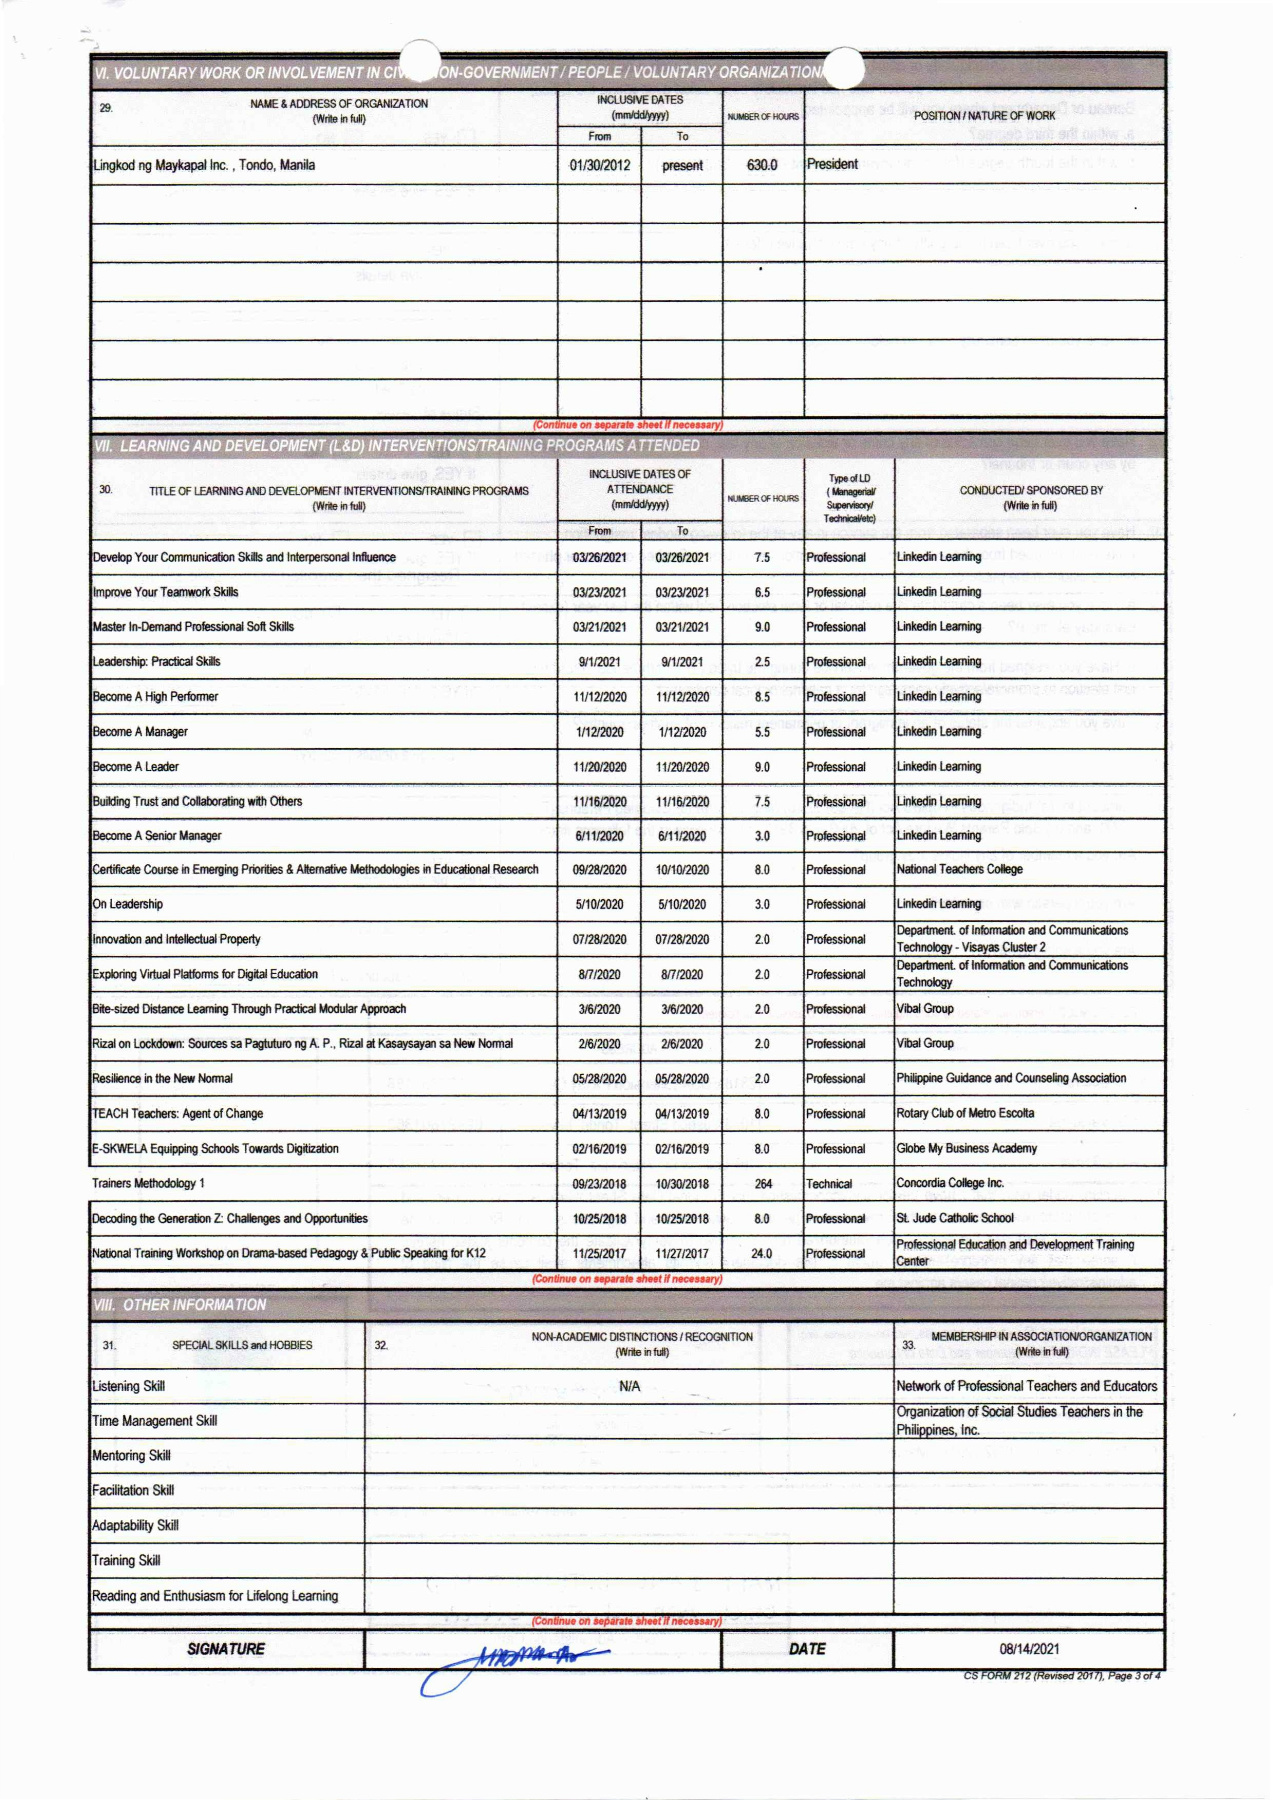 VI. VOLUNTARY WORK OR INVOLVEMENT IN CIV ON-GOVERNMENT / PEOPLE / VOLUNTARY ORGANIZATION
29. NAME & ADDRESS OF ORGANIZATION
(Write in full)
INCLUSIVE DATES
(mm/dd/yyyy)
From To
NUMBER OF HOURS
POSITION / NATURE OF WORK
Lingkod ng Maykapal Inc. , Tondo, Manila 01/30/2012 present 630.0 President
(Continue on separate sheet if necessary)
VII. LEARNING AND DEVELOPMENT (L&D) INTERVENTIONS/TRAINING PROGRAMS ATTENDED
30. TITLE OF LEARNING AND DEVELOPMENT INTERVENTIONS/TRAINING PROGRAMS
(Write in full)
INCLUSIVE DATES OF
ATTENDANCE
(mm/dd/yyyy)
From To
NUMBER OF HOURS
Type of LD
( Managerial/
Supervisory/
Technical/etc)
CONDUCTED/ SPONSORED BY
(Write in full)
Develop Your Communication Skills and Interpersonal Influence 03/26/2021 03/26/2021 7.5 Professional Linkedin Learning
Improve Your Teamwork Skills 03/23/2021 03/23/2021 6.5 Professional Linkedin Learning
Master In-Demand Professional Soft Skills 03/21/2021 03/21/2021 9.0 Professional Linkedin Learning
Leadership: Practical Skills 9/1/2021 9/1/2021 2.5 Professional Linkedin Learning
Become A High Performer 11/12/2020 11/12/2020 8.5 Professional Linkedin Learning
Become A Manager 1/12/2020 1/12/2020 5.5 Professional Linkedin Learning
Become A Leader 11/20/2020 11/20/2020 9.0 Professional Linkedin Learning
Building Trust and Collaborating with Others 11/16/2020 11/16/2020 7.5 Professional Linkedin Learning
Become A Senior Manager 6/11/2020 6/11/2020 3.0 Professional Linkedin Learning
Certificate Course in Emerging Priorities & Alternative Methodologies in Educational Research 09/28/2020 10/10/2020 8.0 Professional National Teachers College
On Leadership 5/10/2020 5/10/2020 3.0 Professional Linkedin Learning
Innovation and Intellectual Property 07/28/2020 07/28/2020 2.0 Professional Department. of Information and Communications
Technology - Visayas Cluster 2
Exploring Virtual Platforms for Digital Education 8/7/2020 8/7/2020 2.0 Professional Department. of Information and Communications
Technology
Bite-sized Distance Learning Through Practical Modular Approach 3/6/2020 3/6/2020 2.0 Professional Vibal Group
Rizal on Lockdown: Sources sa Pagtuturo ng A. P., Rizal at Kasaysayan sa New Normal 2/6/2020 2/6/2020 2.0 Professional Vibal Group
Resilience in the New Normal 05/28/2020 05/28/2020 2.0 Professional Philippine Guidance and Counseling Association
TEACH Teachers: Agent of Change 04/13/2019 04/13/2019 8.0 Professional Rotary Club of Metro Escolta
E-SKWELA Equipping Schools Towards Digitization 02/16/2019 02/16/2019 8.0 Professional Globe My Business Academy
Trainers Methodology 1 09/23/2018 10/30/2018 264 Technical Concordia College Inc.
Decoding the Generation Z: Challenges and Opportunities 10/25/2018 10/25/2018 8.0 Professional St. Jude Catholic School
National Training Workshop on Drama-based Pedagogy & Public Speaking for K12 11/25/2017 11/27/2017 24.0 Professional Professional Education and Development Training
Center
(Continue on separate sheet if necessary)
VIII. OTHER INFORMATION
31. SPECIAL SKILLS and HOBBIES
32. NON-ACADEMIC DISTINCTIONS / RECOGNITION
(Write in full)
33. MEMBERSHIP IN ASSOCIATION/ORGANIZATION
(Write in full)
Listening Skill N/A Network of Professional Teachers and Educators
Time Management Skill Organization of Social Studies Teachers in the
Philippines, Inc.
Mentoring Skill
Facilitation Skill
Adaptability Skill
Training Skill
Reading and Enthusiasm for Lifelong Learning
(Continue on separate sheet if necessary)
SIGNATURE DATE 08/14/2021
CS FORM 212 (Revised 2017), Page 3 of 4